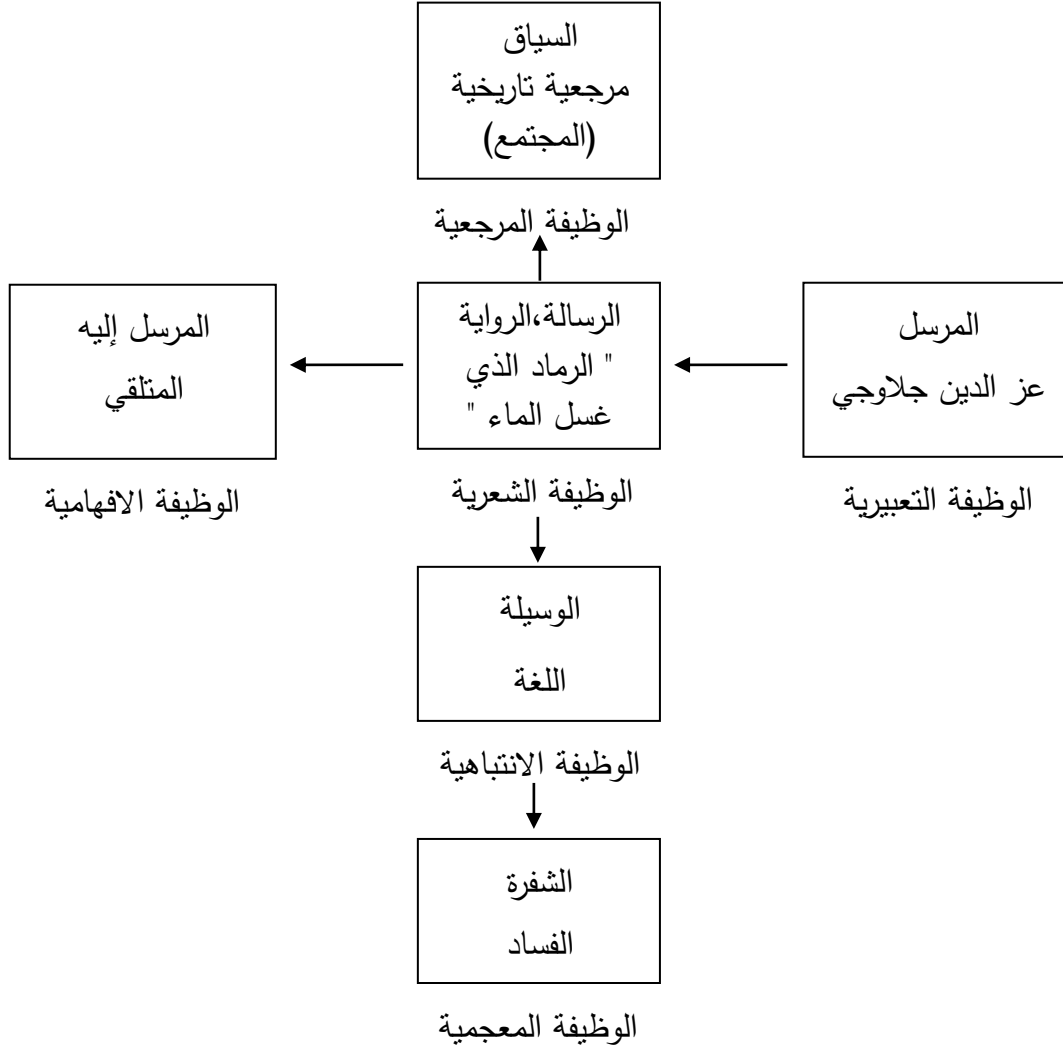 السياق
مرجعية تاريخية
(المجتمع)
الوظيفة المرجعية
المرسل
عز الدين جلاوجي
الوظيفة التعبيرية
الرسالة،الرواية
" الرماد الذي
غسل الماء "
الوظيفة الشعرية
المرسل إليه
المتلقي
الوظيفة الافهامية
الوسيلة
اللغة
الوظيفة الانتباهية
الشفرة
الفساد
الوظيفة المعجمية